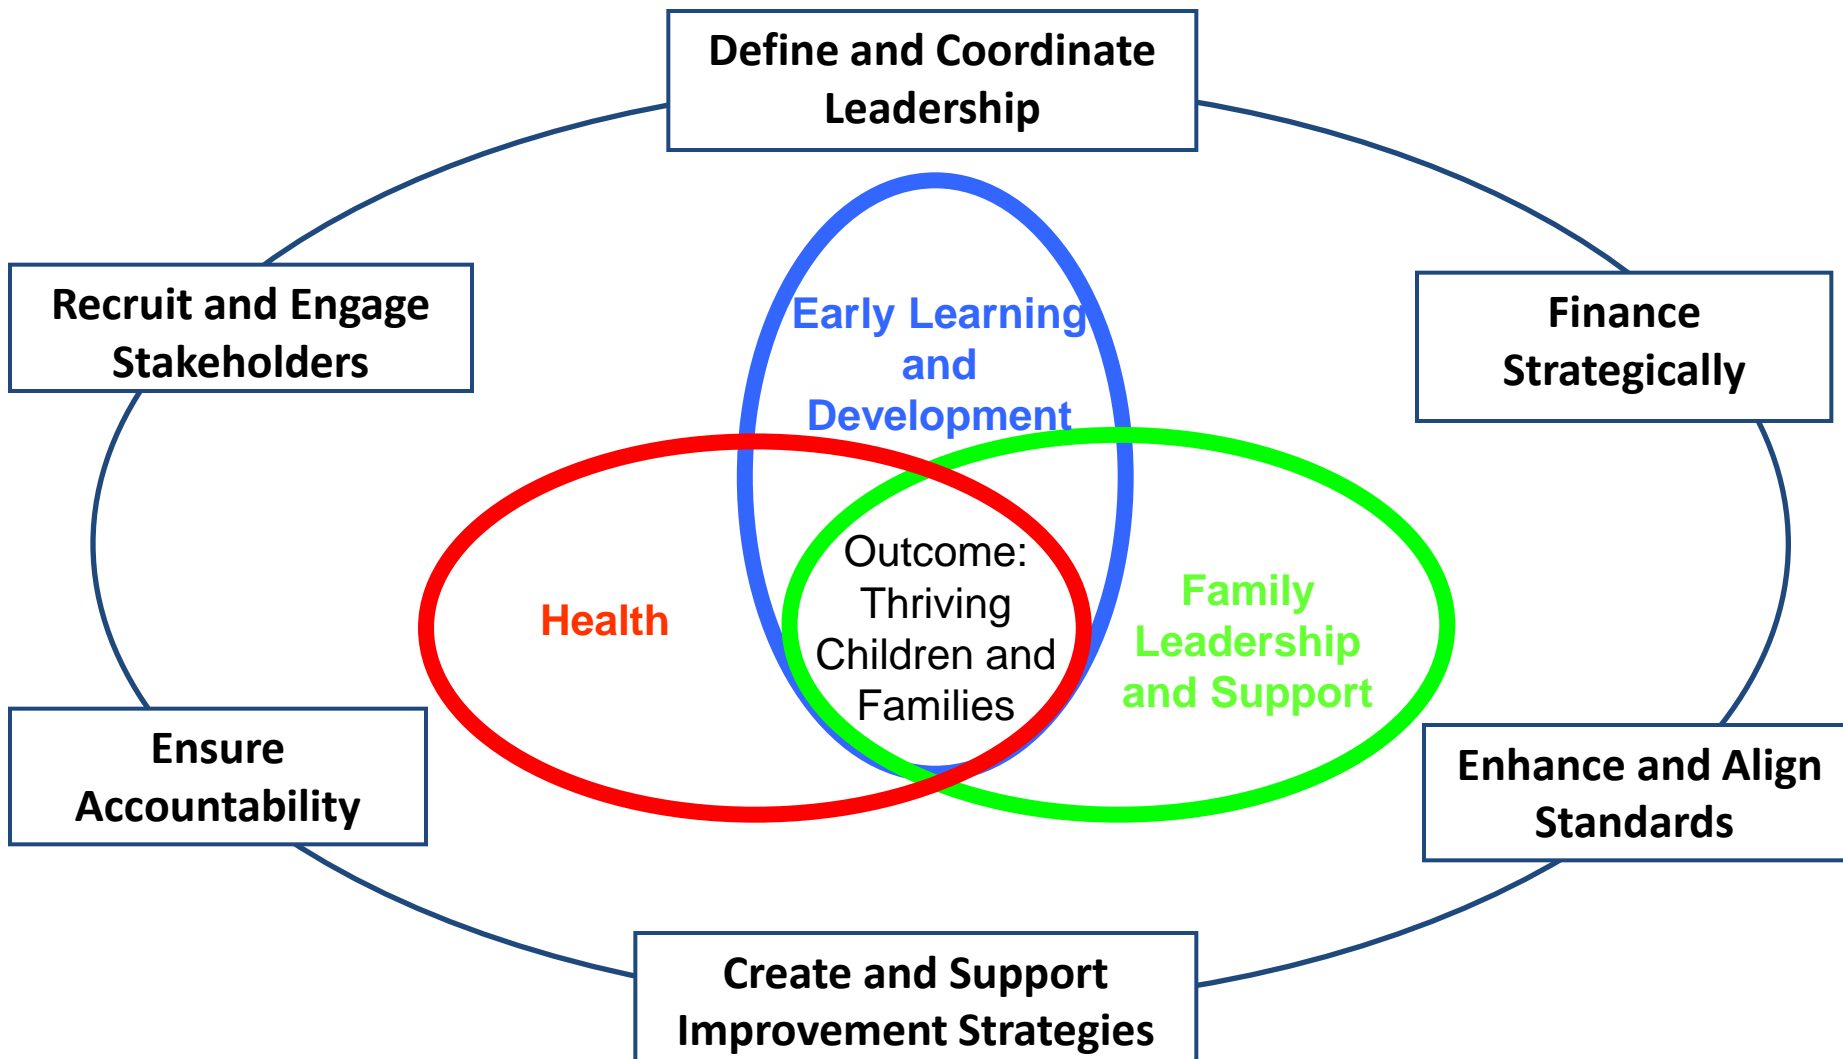 Define and Coordinate
Leadership
Recruit and Engage
Stakeholders
Finance
Strategically
Early Learning
and
Development
Health
Outcome:
Thriving
Children and
Families
Family
Leadership
and Support
Ensure
Accountability
Enhance and Align
Standards
Create and Support
Improvement Strategies